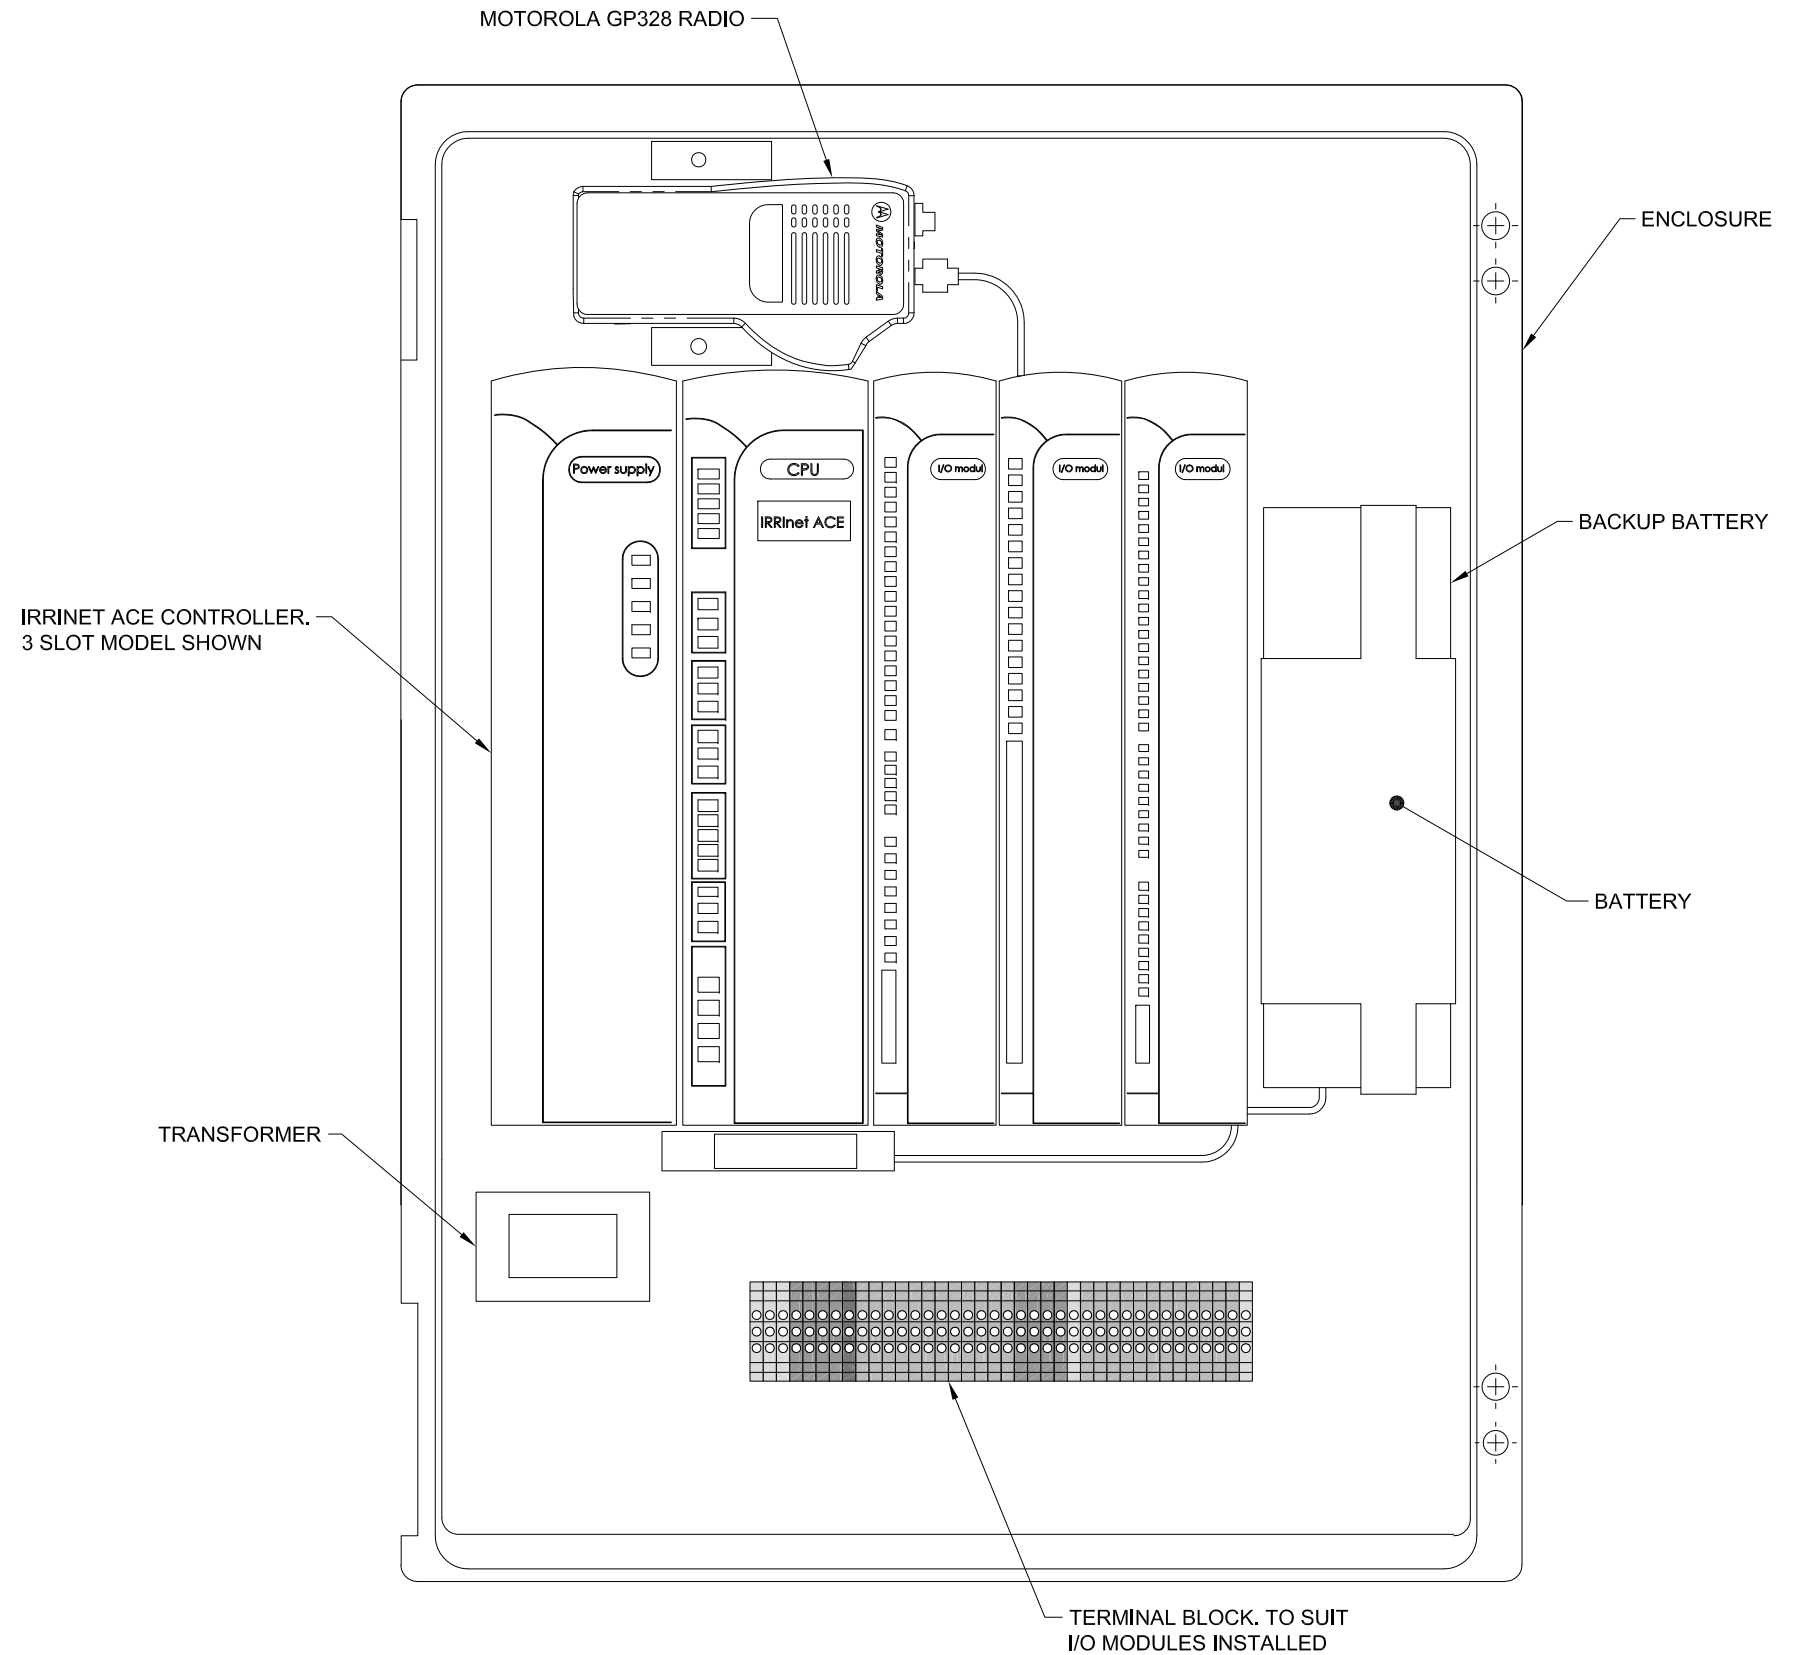 MOTOROLA GP328 RADIO
MOTOROLA
ENCLOSURE
Power supply
CPU
I/O modul
I/O modul
I/O modul
IRRInet ACE
BACKUP BATTERY
IRRINET ACE CONTROLLER.
3 SLOT MODEL SHOWN
BATTERY
TRANSFORMER
TERMINAL BLOCK. TO SUIT
I/O MODULES INSTALLED